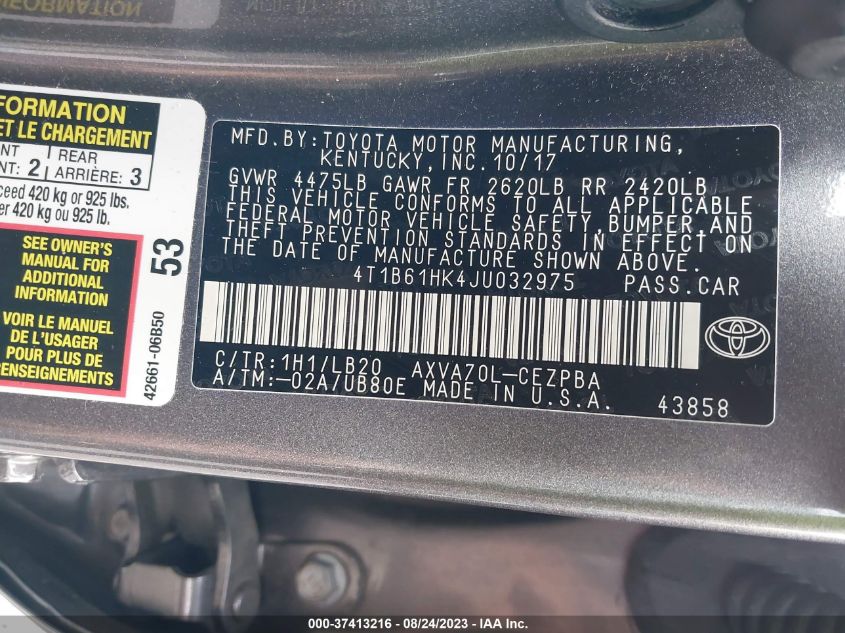 INFORMATION
FORMATION
ET LE CHARGEMENT
NT 2 REAR
NT: ARRIÈRE: 3
ceed 420 kg or 925 lbs.
er 420 kg ou 925 lb.
SEE OWNER'S
MANUAL FOR
ADDITIONAL
INFORMATION
VOIR LE MANUEL
DE L'USAGER
POUR PLUS DE
RENSEIGNEMENTS
53
42661-06B50
MFD.BY:TOYOTA MOTOR MANUFACTURING,
KENTUCKY,INC.10/17
GVWR 4475LB GAWR FR 2620LB RR 2420LB
THIS VEHICLE CONFORMS TO ALL APPLICABLE
FEDERAL MOTOR VEHICLE SAFETY,BUMPER,AND
THEFT PREVENTION STANDARDS IN EFFECT ON
THE DATE OF MANUFACTURE SHOWN ABOVE.
4T1B61HK4JU032975 PASS.CAR
C/TR:1H1/LB20 AXVA70L-CEZPBA
A/TM:-02A/UB80E MADE IN U.S.A.
43858
000-37413216 - 08/24/2023 - © IAA Holdings, LLC.